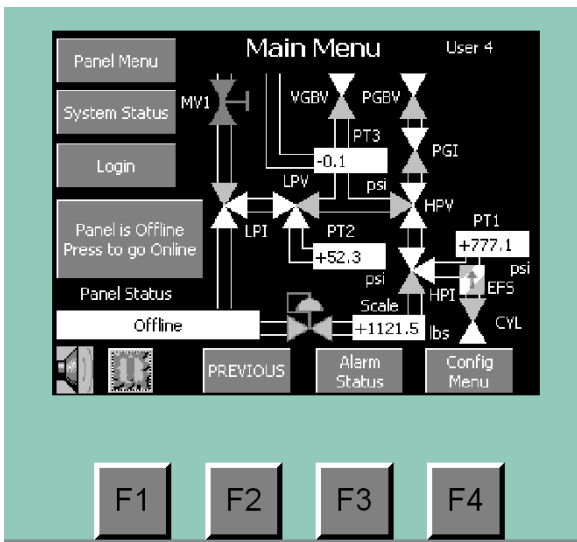 Main Menu
User 4
Panel Menu
System Status
Login
Panel is Offline
Press to go Online
Panel Status
Offline
MV1
VGBV
PGBV
PT3
-0.1
psi
PGI
LPV
LPI
HPV
PT2
+52.3
psi
PT1
+777.1
psi
HPI
EFS
Scale
+1121.5
lbs
CYL
PREVIOUS
Alarm
Status
Config
Menu
F1
F2
F3
F4